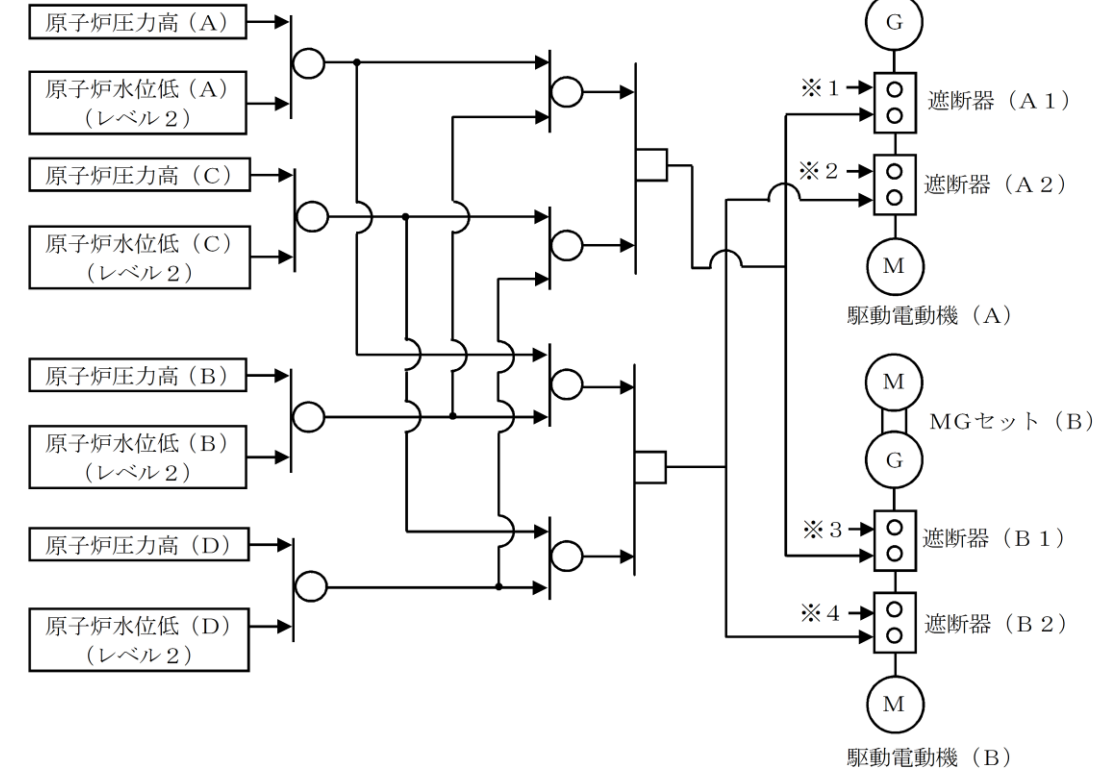 原子炉圧力高（Ａ）
原子炉水位低（Ａ）
（レベル２）
原子炉圧力高（Ｃ）
原子炉水位低（Ｃ）
（レベル２）
原子炉圧力高（Ｂ）
原子炉水位低（Ｂ）
（レベル２）
原子炉圧力高（Ｄ）
原子炉水位低（Ｄ）
（レベル２）
G
※１
遮断器（Ａ１）
※２
遮断器（Ａ２）
M
駆動電動機（Ａ）
M
MGセット（Ｂ）
G
※３
遮断器（Ｂ１）
※４
遮断器（Ｂ２）
M
駆動電動機（Ｂ）